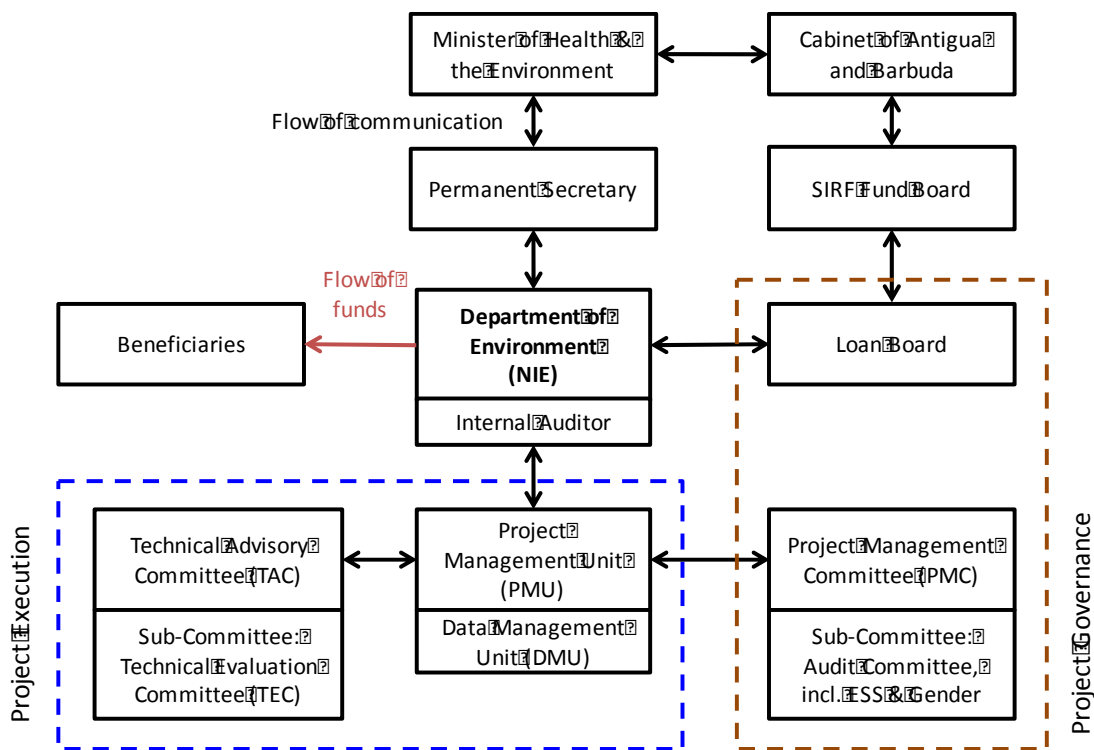 Minister of Health &
the Environment
Cabinet of Antigua
and Barbuda
Flow of communication
Permanent Secretary
SIRF Fund Board
Flow of
funds
Beneficiaries
Department of
Environment
(NIE)
Internal Auditor
Loan Board
Project Execution
Technical Advisory
Committee (TAC)
Sub-Committee:
Technical Evaluation
Committee (TEC)
Project
Management Unit
(PMU)
Data Management
Unit (DMU)
Project Management
Committee (PMC)
Sub-Committee:
Audit Committee,
incl. ESS & Gender
Project Governance